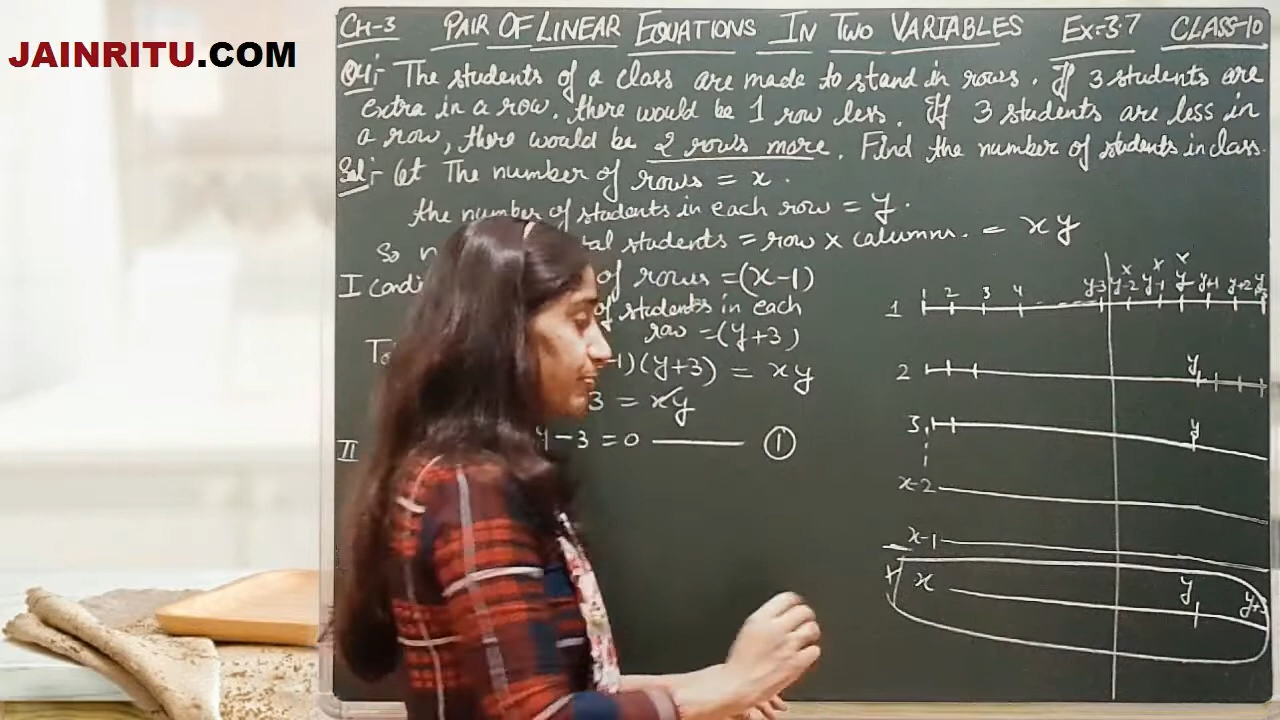 JAINRITU.COM
CH-3 PAIR OF LINEAR EQUATIONS IN TWO VARIABLES EX=3.7 CLASS-10
Q4:- The students of a class are made to stand in rows. If 3 students are
extra in a row, there would be 1 row less. If 3 students are less in
a row, there would be 2 rows more. Find the number of students in class.
Sol:- Let The number of rows = x.
the number of students in each row = y.
So students = row x columns. = xy
I of rows = (x-1)
of students in each
row = (y+3)
-1)(y+3) = xy
3 = xy
y-3 = 0 ——— ①
II
1 2 3 4 y-3 y-2 y-1 y y+1 y+2
1
2 y
3 y
x-2
x-1
x y